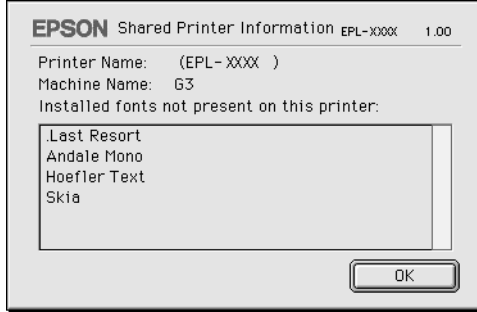 EPSON Shared Printer Information EPL-XXXX 1.00
Printer Name: (EPL-XXXX )
Machine Name: G3
Installed fonts not present on this printer:
.Last Resort
Andale Mono
Hoefler Text
Skia
OK